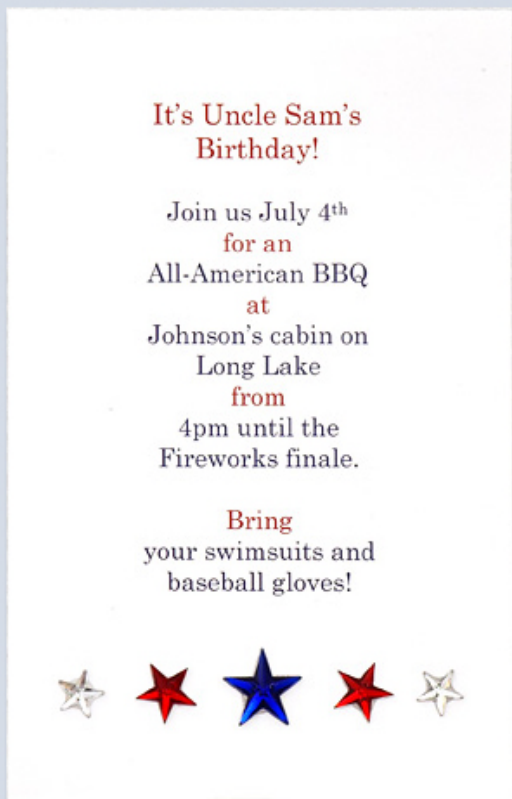 It's Uncle Sam's
Birthday!
Join us July 4th
for an
All-American BBQ
at
Johnson's cabin on
Long Lake
from
4pm until the
Fireworks finale.
Bring
your swimsuits and
baseball gloves!